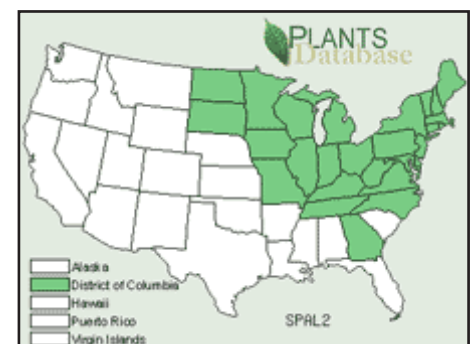 PLANTS
Database
Alaska
District of Columbia
Hawaii
Puerto Rico
Virgin Islands
SPAL2